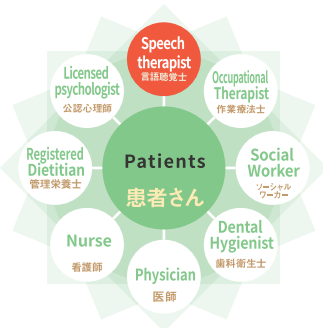 Speech
therapist
言語聴覚士
Occupational
Therapist
作業療法士
Social
Worker
ソーシャル
ワーカー
Dental
Hygienist
歯科衛生士
Physician
医師
Nurse
看護師
Registered
Dietitian
管理栄養士
Licensed
psychologist
公認心理師
Patients
患者さん